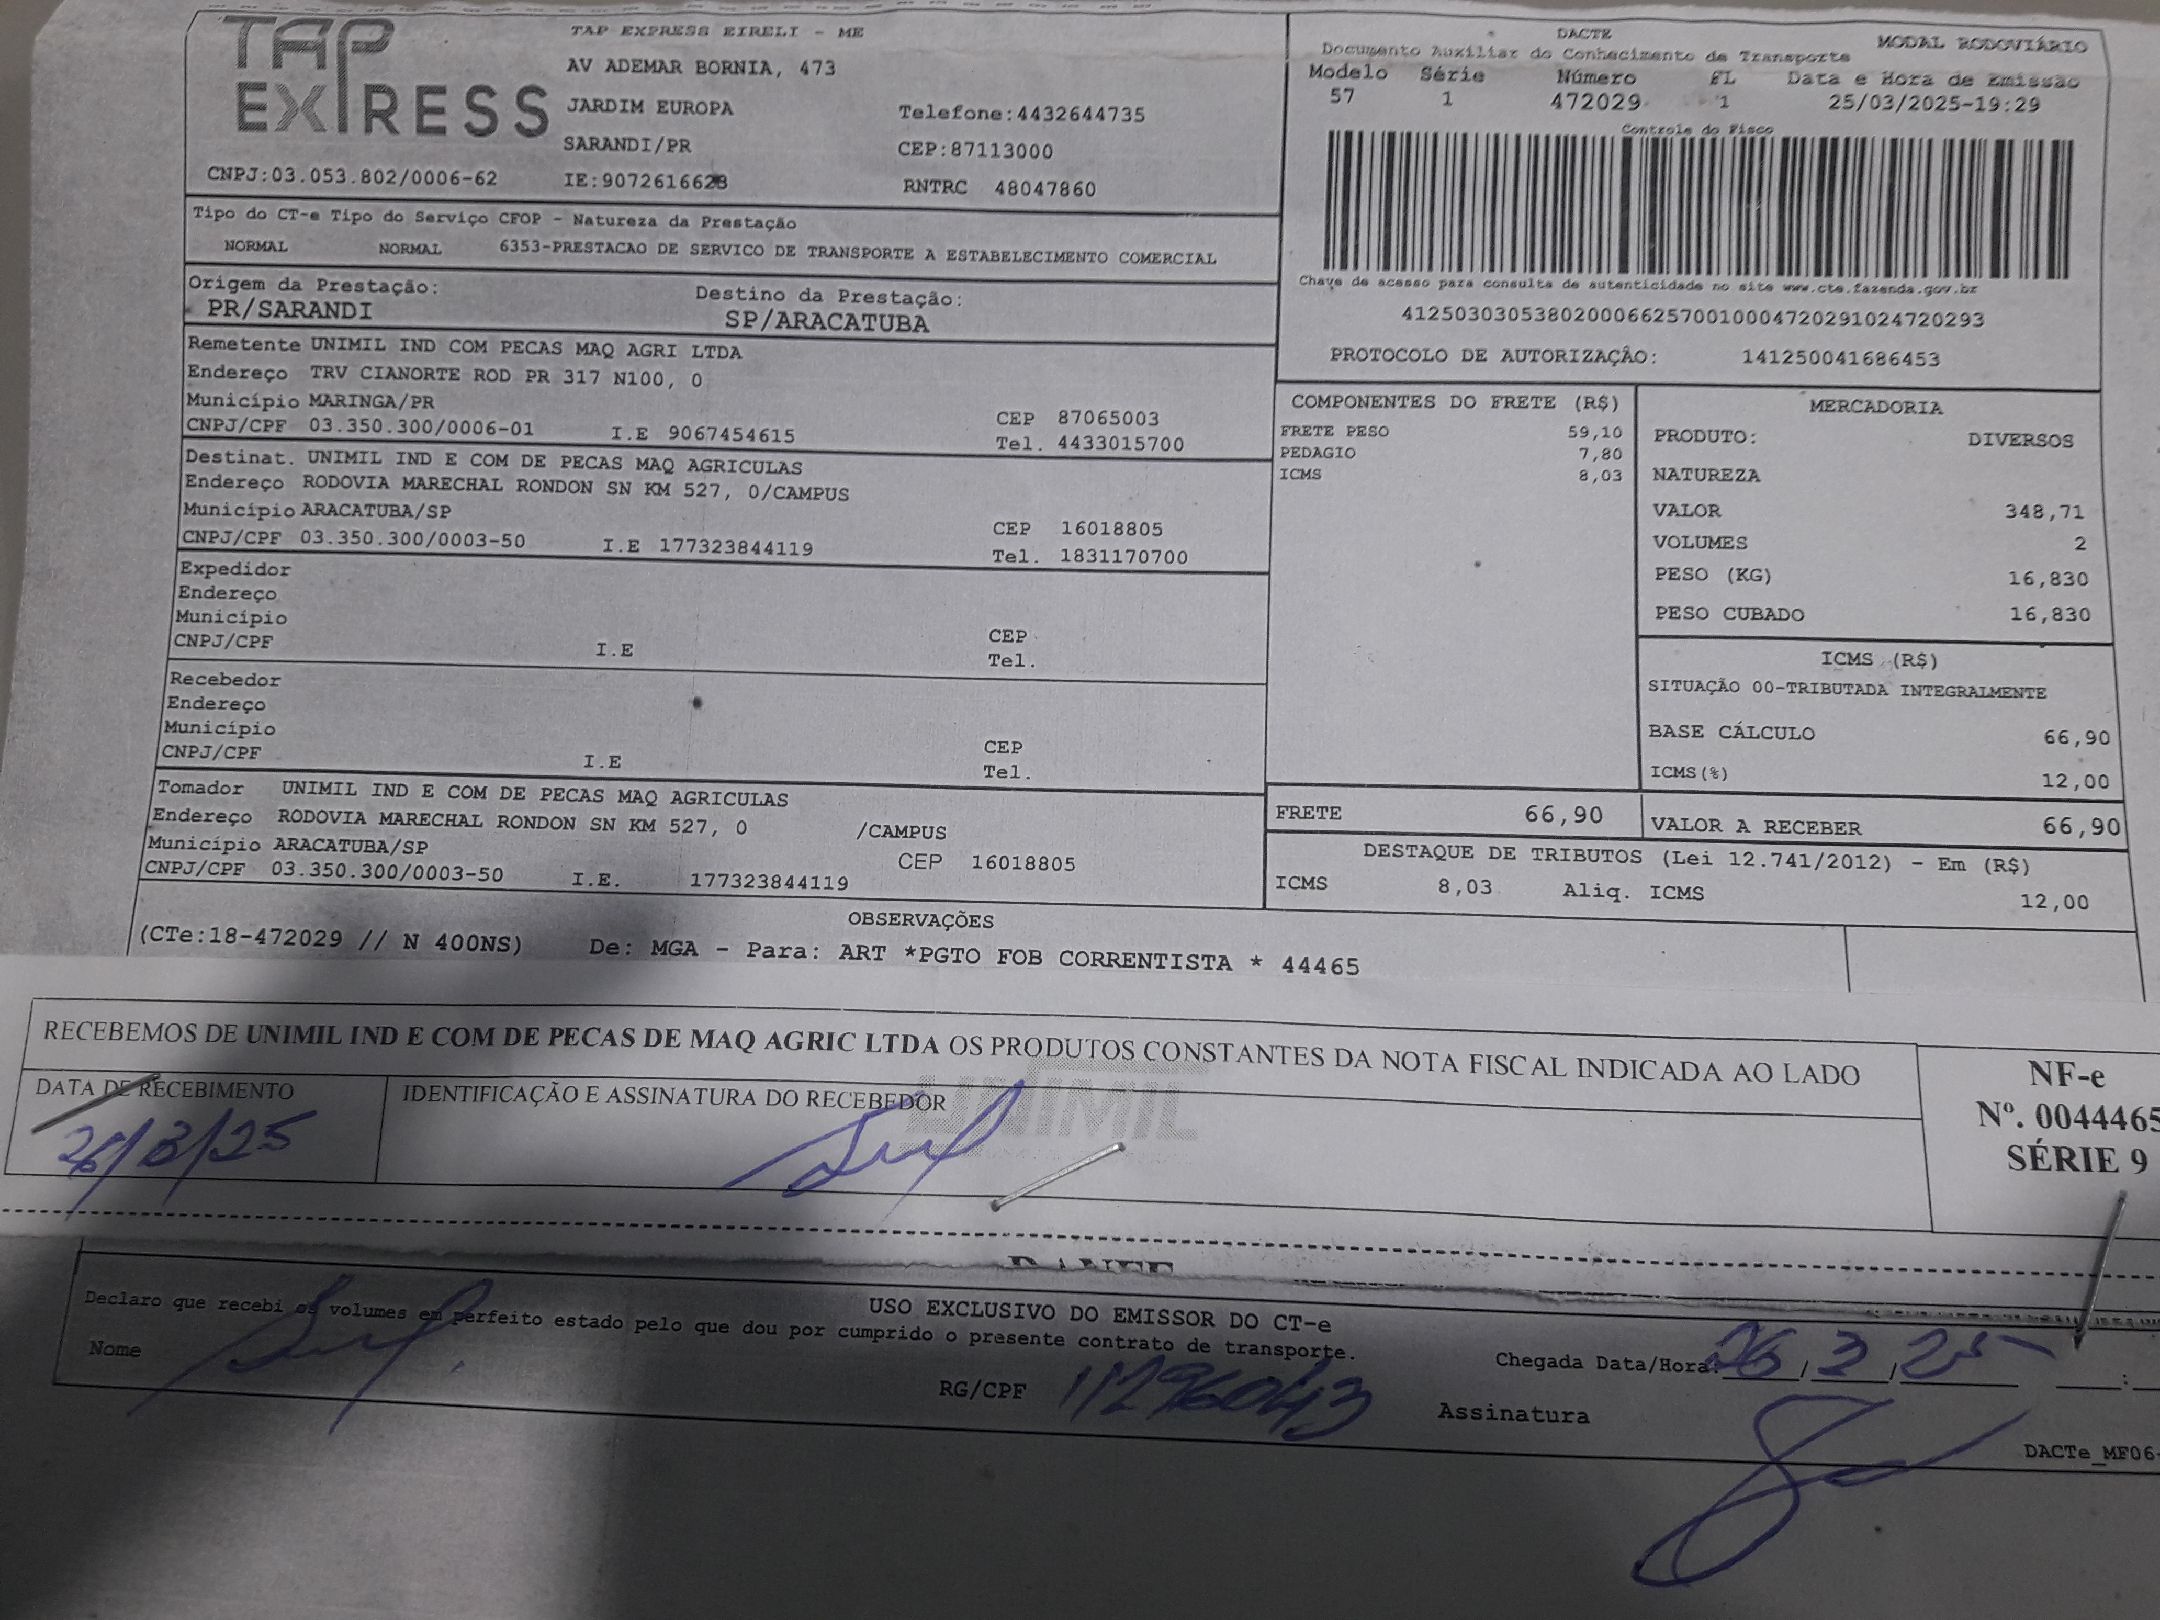 TAP EXPRESS
TAP EXPRESS EIRELI - ME
AV ADEMAR BORNIA, 473
JARDIM EUROPA Telefone:4432644735
SARANDI/PR CEP:87113000
CNPJ:03.053.802/0006-62 IE:9072616623 RNTRC 48047860
DACTE MODAL RODOVIÁRIO
Documento Auxiliar do Conhecimento de Transporte
Modelo Série Número FL Data e Hora de Emissão
57 1 472029 1 25/03/2025-19:29
Controle do Fisco
Chave de acesso para consulta de autenticidade no site www.cte.fazenda.gov.br
41250303053802000662570010004720291024720293
PROTOCOLO DE AUTORIZAÇÂO: 141250041686453
Tipo do CT-e Tipo do Serviço CFOP - Natureza da Prestação
NORMAL NORMAL 6353-PRESTACAO DE SERVICO DE TRANSPORTE A ESTABELECIMENTO COMERCIAL
Origem da Prestação: Destino da Prestação:
PR/SARANDI SP/ARACATUBA
Remetente UNIMIL IND COM PECAS MAQ AGRI LTDA
Endereço TRV CIANORTE ROD PR 317 N100, 0
Município MARINGA/PR CEP 87065003
CNPJ/CPF 03.350.300/0006-01 I.E 9067454615 Tel. 4433015700
Destinat. UNIMIL IND E COM DE PECAS MAQ AGRICULAS
Endereço RODOVIA MARECHAL RONDON SN KM 527, 0/CAMPUS
Município ARACATUBA/SP CEP 16018805
CNPJ/CPF 03.350.300/0003-50 I.E 177323844119 Tel. 1831170700
Expedidor
Endereço
Município CEP
CNPJ/CPF I.E Tel.
Recebedor
Endereço
Município CEP
CNPJ/CPF I.E Tel.
Tomador UNIMIL IND E COM DE PECAS MAQ AGRICULAS
Endereço RODOVIA MARECHAL RONDON SN KM 527, 0 /CAMPUS
Município ARACATUBA/SP CEP 16018805
CNPJ/CPF 03.350.300/0003-50 I.E. 177323844119
COMPONENTES DO FRETE (R$)
FRETE PESO 59,10
PEDAGIO 7,80
ICMS 8,03
MERCADORIA
PRODUTO: DIVERSOS
NATUREZA
VALOR 348,71
VOLUMES 2
PESO (KG) 16,830
PESO CUBADO 16,830
ICMS (R$)
SITUAÇÃO 00-TRIBUTADA INTEGRALMENTE
BASE CÁLCULO 66,90
ICMS(%) 12,00
FRETE 66,90 VALOR A RECEBER 66,90
DESTAQUE DE TRIBUTOS (Lei 12.741/2012) - Em (R$)
ICMS 8,03 Aliq. ICMS 12,00
OBSERVAÇÕES
(CTe:18-472029 // N 400NS) De: MGA - Para: ART *PGTO FOB CORRENTISTA * 44465
RECEBEMOS DE UNIMIL IND E COM DE PECAS DE MAQ AGRIC LTDA OS PRODUTOS CONSTANTES DA NOTA FISCAL INDICADA AO LADO
DATA DE RECEBIMENTO IDENTIFICAÇÃO E ASSINATURA DO RECEBEDOR
UNIMIL
26/3/25
NF-e
Nº. 0044465
SÉRIE 9
DANFE
USO EXCLUSIVO DO EMISSOR DO CT-e
Declaro que recebi os volumes em perfeito estado pelo que dou por cumprido o presente contrato de transporte.
Nome RG/CPF 112960413 Chegada Data/Hora: 26/3/25 :
Assinatura
DACTe_MF06-